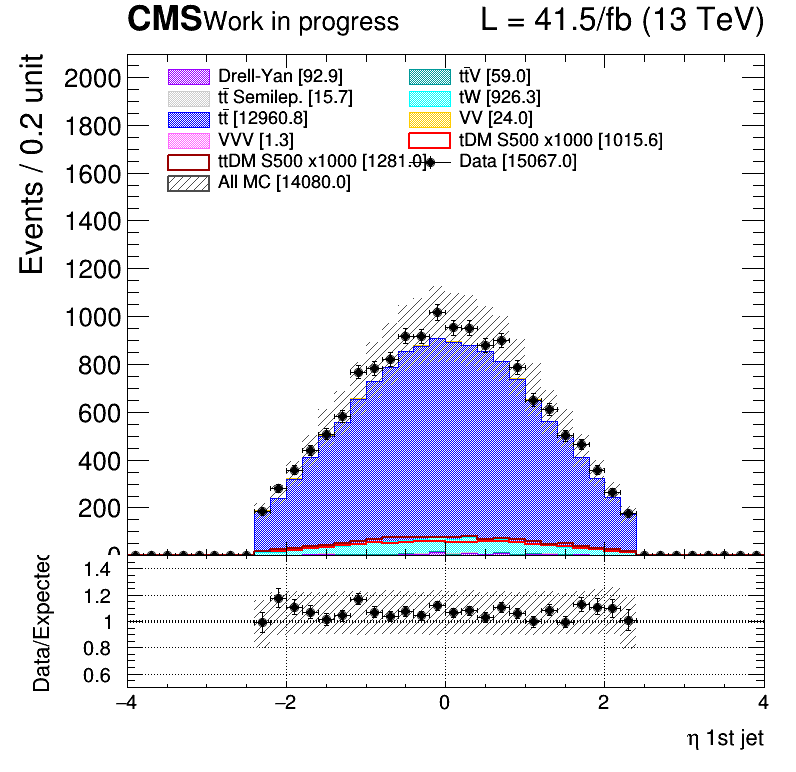 CMS Work in progress L = 41.5/fb (13 TeV)
Events / 0.2 unit
2000
1800
1600
1400
1200
1000
800
600
400
200
0
Drell-Yan [92.9] tt̄V [59.0]
tt̄ Semilep. [15.7] tW [926.3]
tt̄ [12960.8] VV [24.0]
VVV [1.3] tDM S500 x1000 [1015.6]
ttDM S500 x1000 [1281.0] Data [15067.0]
All MC [14080.0]
Data/Expected
1.4
1.2
1
0.8
0.6
−4 −2 0 2 4
η 1st jet